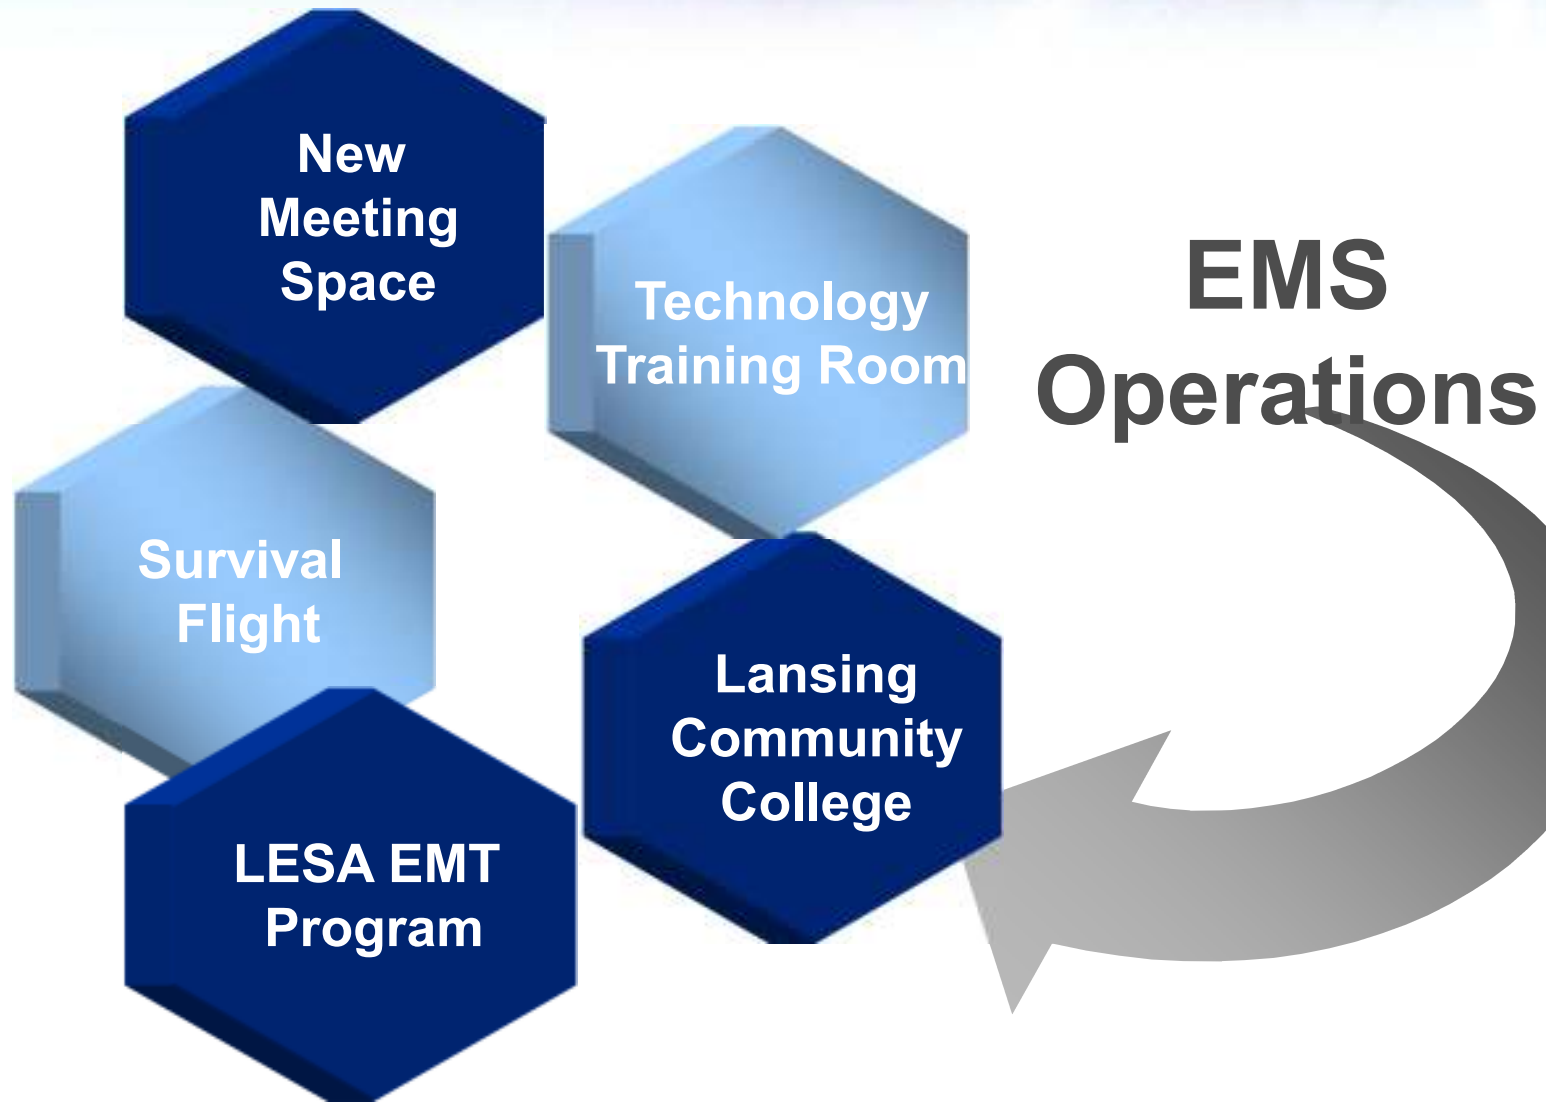 New
Meeting
Space
Technology
Training Room
EMS
Operations
Survival
Flight
Lansing
Community
College
LESA EMT
Program